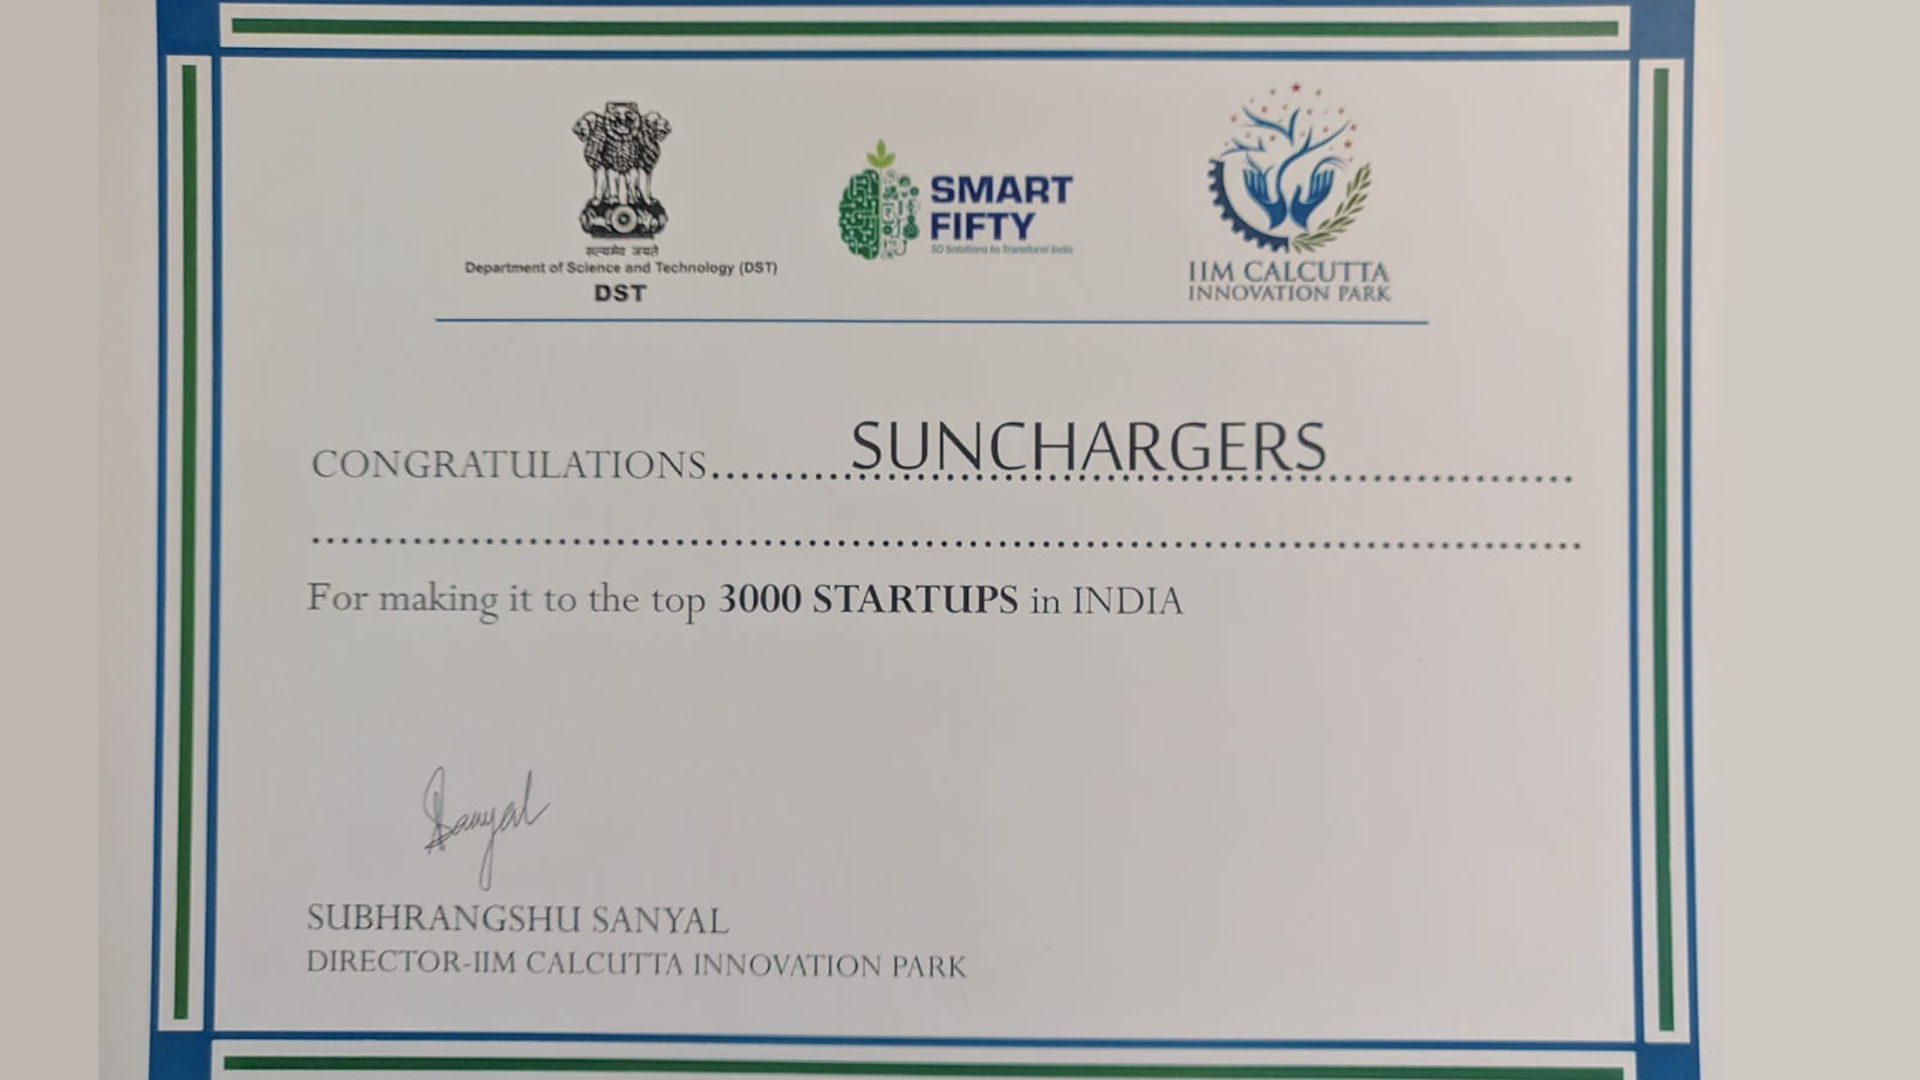 सत्यमेव जयते
Department of Science and Technology (DST)
DST
SMART
FIFTY
50 Solutions to Transform India
IIM CALCUTTA
INNOVATION PARK
CONGRATULATIONS.........SUNCHARGERS.................
For making it to the top 3000 STARTUPS in INDIA
Sanyal
SUBHRANGSHU SANYAL
DIRECTOR-IIM CALCUTTA INNOVATION PARK